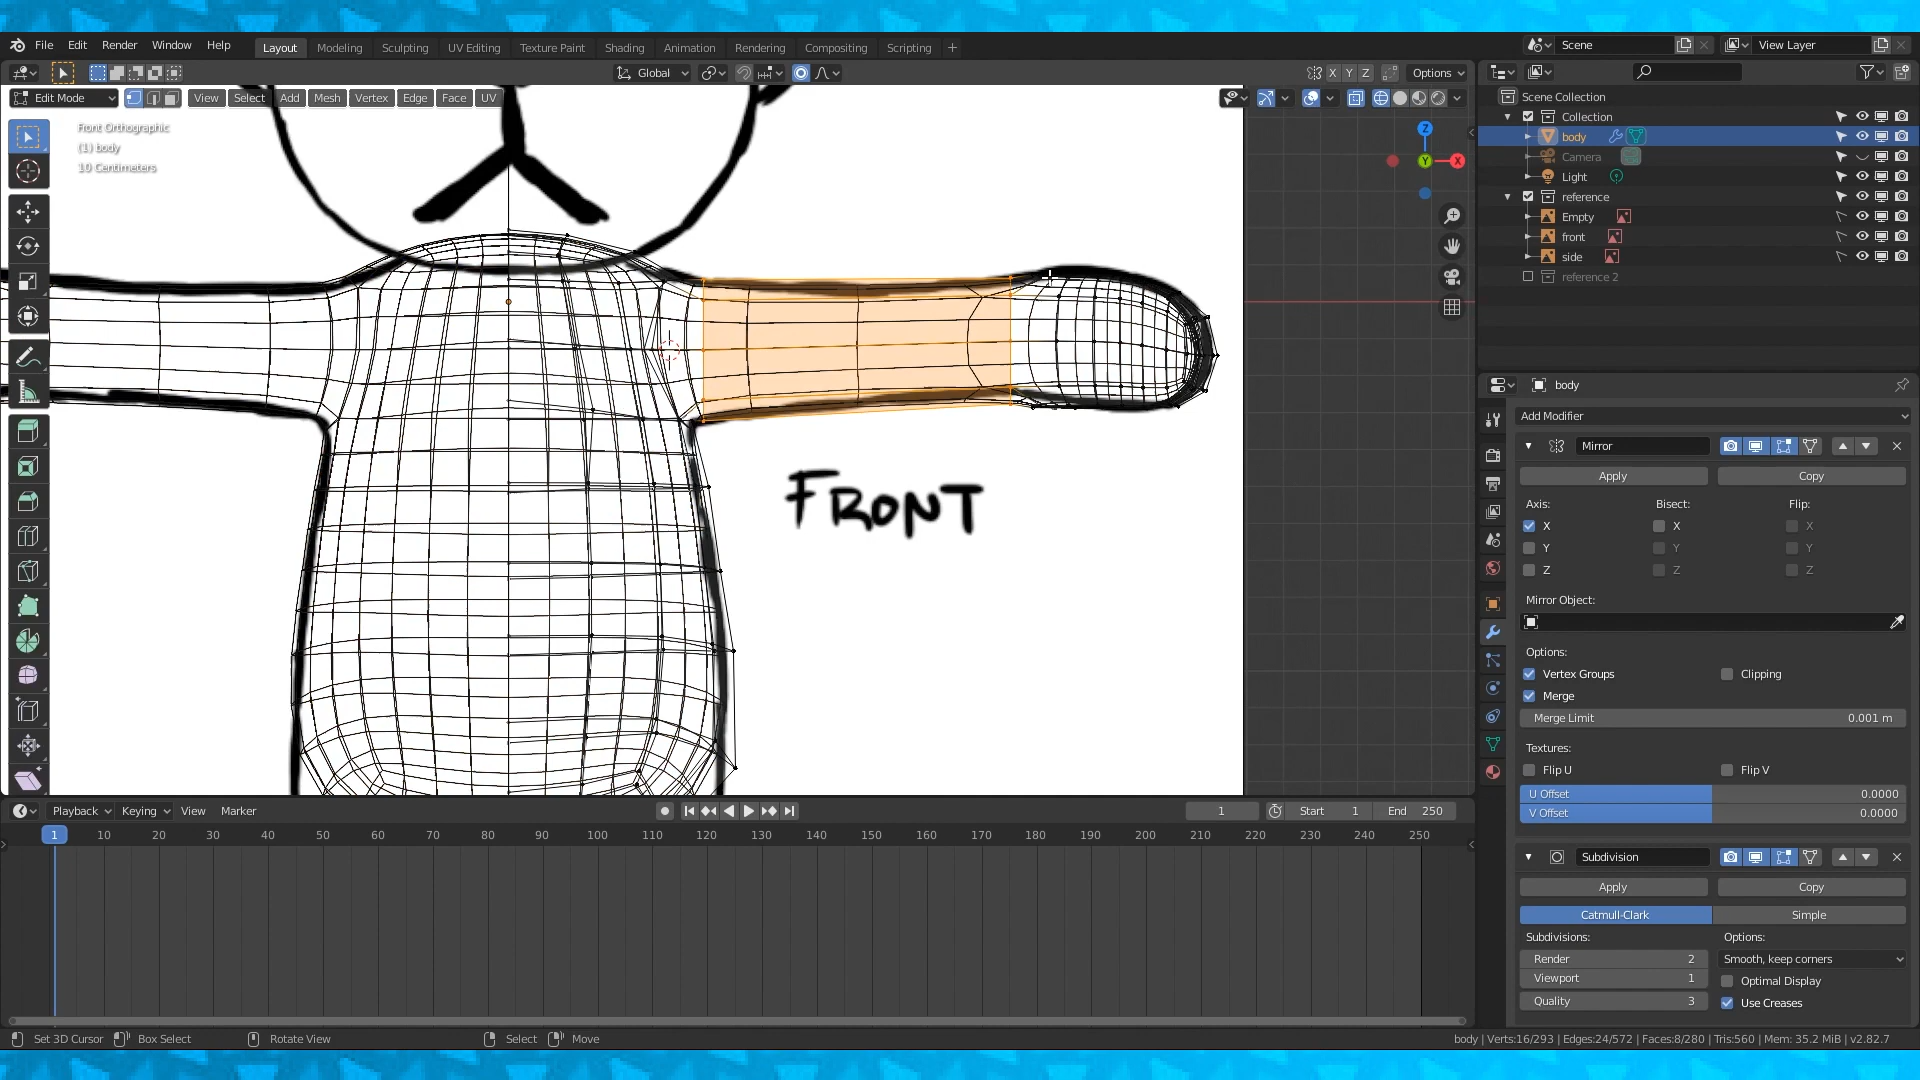 File Edit Render Window Help Layout Modeling Sculpting UV Editing Texture Paint Shading Animation Rendering Compositing Scripting + Scene View Layer
Global X Y Z Options
Edit Mode View Select Add Mesh Vertex Edge Face UV
Front Orthographic
(1) body
10 Centimeters
Z
Y
X
FRONT
Scene Collection
Collection
body
Camera
Light
reference
Empty
front
side
reference 2
body
Add Modifier
Mirror
Apply Copy
Axis: Bisect: Flip:
X X X
Y Y Y
Z Z Z
Mirror Object:
Options:
Vertex Groups Clipping
Merge
Merge Limit 0.001 m
Textures:
Flip U Flip V
U Offset 0.0000
V Offset 0.0000
Subdivision
Apply Copy
Catmull-Clark Simple
Subdivisions: Options:
Render 2 Smooth, keep corners
Viewport 1 Optimal Display
Quality 3 Use Creases
Playback Keying View Marker 1 Start 1 End 250
1 10 20 30 40 50 60 70 80 90 100 110 120 130 140 150 160 170 180 190 200 210 220 230 240 250
Set 3D Cursor Box Select Rotate View Select Move body | Verts:16/293 | Edges:24/572 | Faces:8/280 | Tris:560 | Mem: 35.2 MiB | v2.82.7